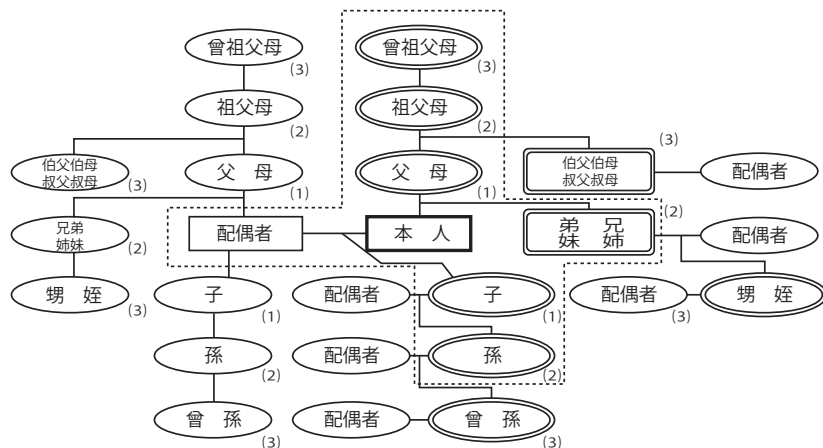 曾祖父母
(3)
曾祖父母
(3)
祖父母
(2)
祖父母
(2)
伯父伯母
叔父叔母
(3)
父　母
(1)
父　母
(1)
伯父伯母
叔父叔母
(3)
配偶者
兄弟
姉妹
(2)
配偶者
本　人
弟　兄
妹　姉
(2)
配偶者
甥　姪
(3)
子
(1)
配偶者
子
(1)
配偶者
(3)
甥　姪
孫
(2)
配偶者
孫
(2)
曾　孫
(3)
配偶者
曾　孫
(3)